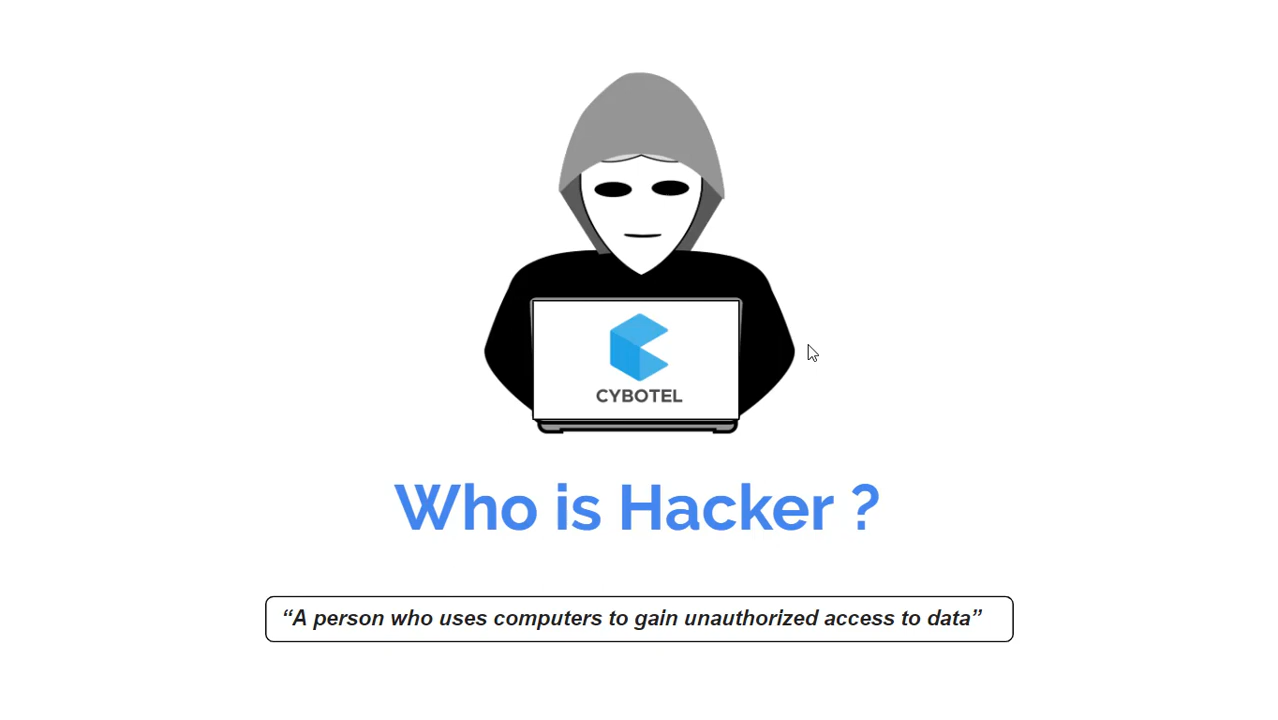 CYBOTEL
Who is Hacker ?
“A person who uses computers to gain unauthorized access to data”